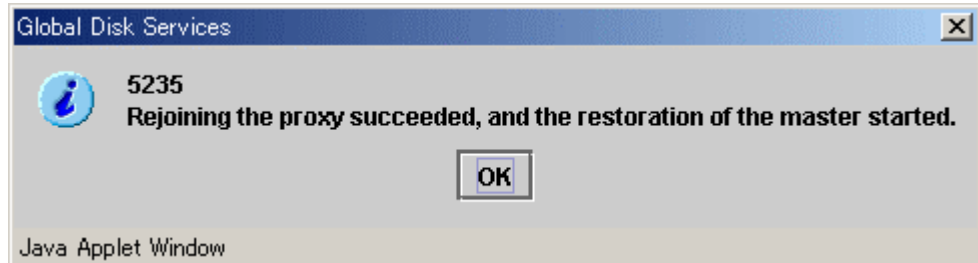 Global Disk Services
5235
Rejoining the proxy succeeded, and the restoration of the master started.
OK
Java Applet Window